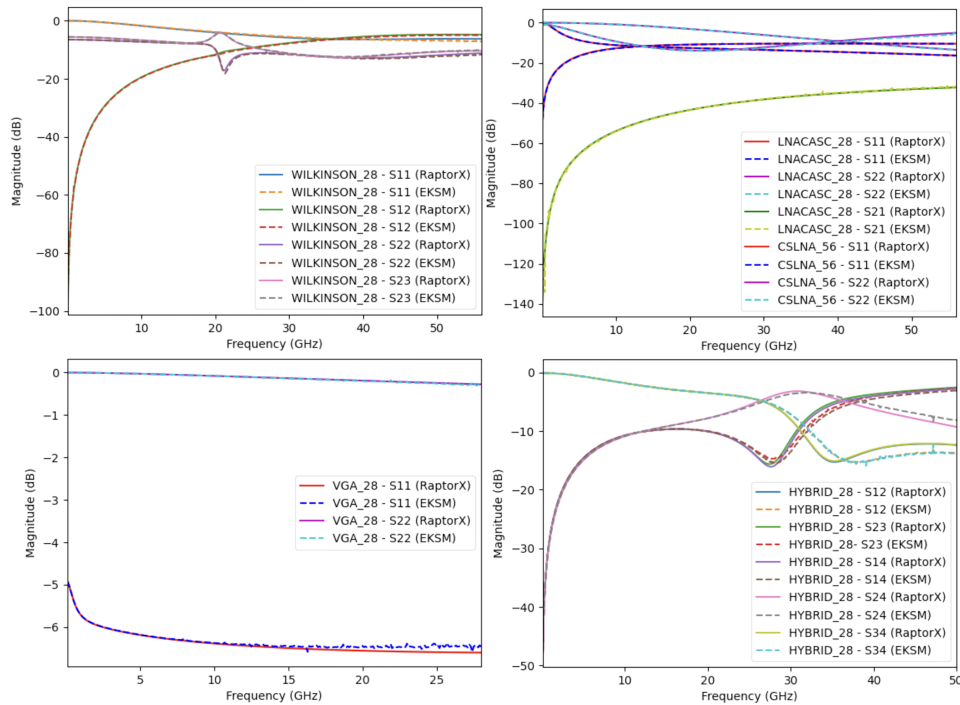 0
−20
−40
−60
−80
−100
Magnitude (dB)
WILKINSON_28 - S11 (RaptorX)
WILKINSON_28 - S11 (EKSM)
WILKINSON_28 - S12 (RaptorX)
WILKINSON_28 - S12 (EKSM)
WILKINSON_28 - S22 (RaptorX)
WILKINSON_28 - S22 (EKSM)
WILKINSON_28 - S23 (RaptorX)
WILKINSON_28 - S23 (EKSM)
10 20 30 40 50
Frequency (GHz)
0
−20
−40
−60
−80
−100
−120
−140
Magnitude (dB)
LNACASC_28 - S11 (RaptorX)
LNACASC_28 - S11 (EKSM)
LNACASC_28 - S22 (RaptorX)
LNACASC_28 - S22 (EKSM)
LNACASC_28 - S21 (RaptorX)
LNACASC_28 - S21 (EKSM)
CSLNA_56 - S11 (RaptorX)
CSLNA_56 - S11 (EKSM)
CSLNA_56 - S22 (RaptorX)
CSLNA_56 - S22 (EKSM)
10 20 30 40 50
Frequency (GHz)
0
−1
−2
−3
−4
−5
−6
Magnitude (dB)
VGA_28 - S11 (RaptorX)
VGA_28 - S11 (EKSM)
VGA_28 - S22 (RaptorX)
VGA_28 - S22 (EKSM)
5 10 15 20 25
Frequency (GHz)
0
−10
−20
−30
−40
−50
Magnitude (dB)
HYBRID_28 - S12 (RaptorX)
HYBRID_28 - S12 (EKSM)
HYBRID_28 - S23 (RaptorX)
HYBRID_28- S23 (EKSM)
HYBRID_28 - S14 (RaptorX)
HYBRID_28 - S14 (EKSM)
HYBRID_28 - S24 (RaptorX)
HYBRID_28 - S24 (EKSM)
HYBRID_28 - S34 (RaptorX)
HYBRID_28 - S34 (EKSM)
10 20 30 40 50
Frequency (GHz)